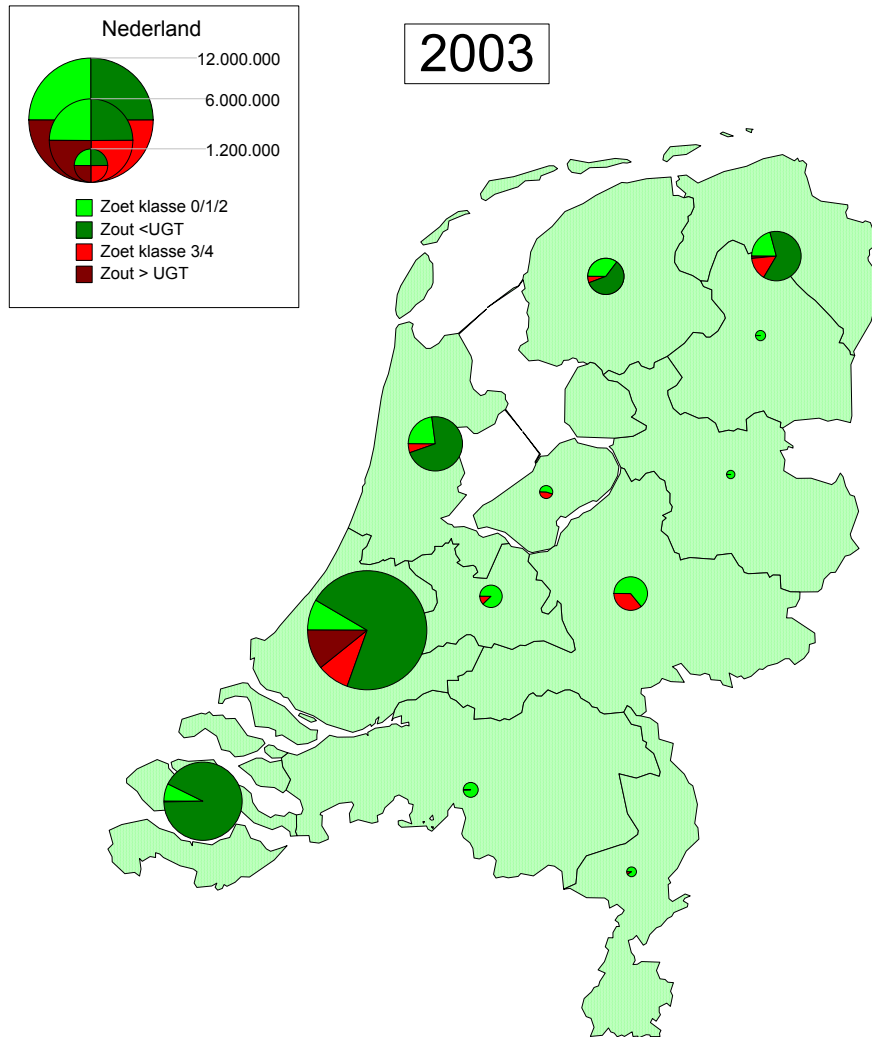 Nederland
12.000.000
6.000.000
1.200.000
Zoet klasse 0/1/2
Zout <UGT
Zoet klasse 3/4
Zout > UGT
2003